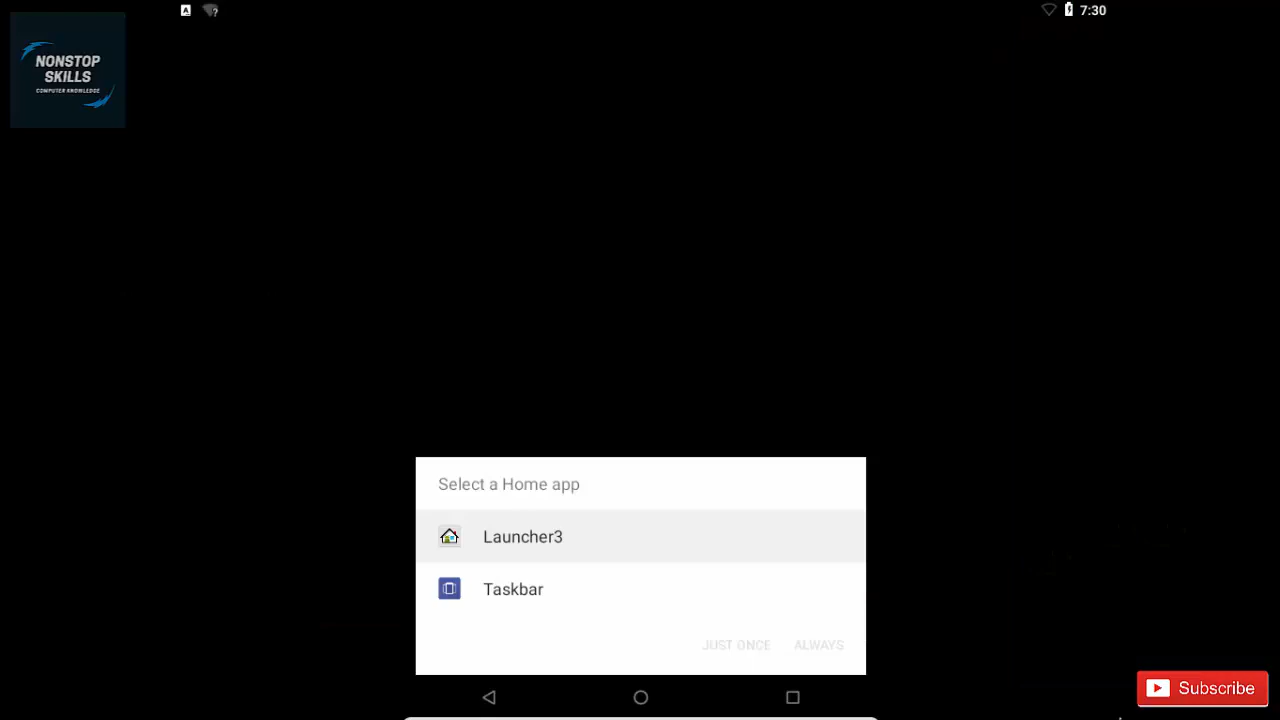 A
?
7:30
NONSTOP
SKILLS
COMPUTER KNOWLEDGE
Select a Home app
Launcher3
Taskbar
JUST ONCE ALWAYS
Subscribe